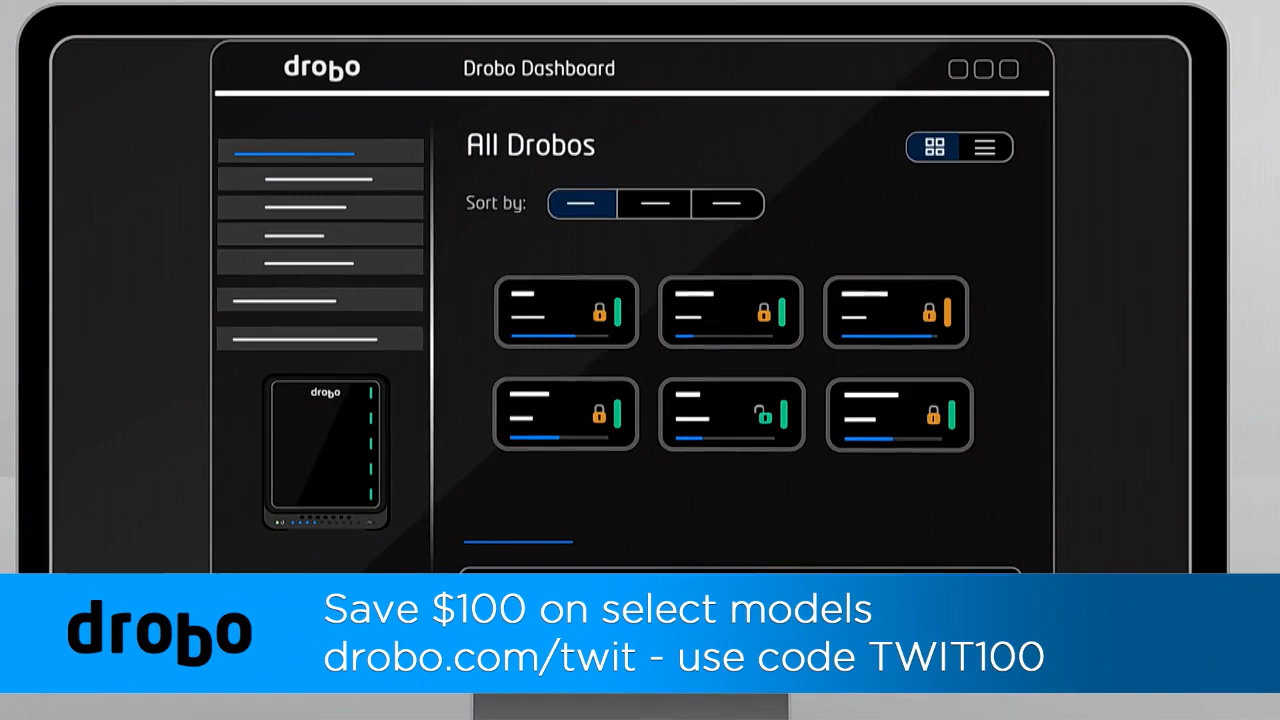 drobo
Drobo Dashboard
All Drobos
Sort by:
drobo
drobo
Save $100 on select models
drobo.com/twit - use code TWIT100